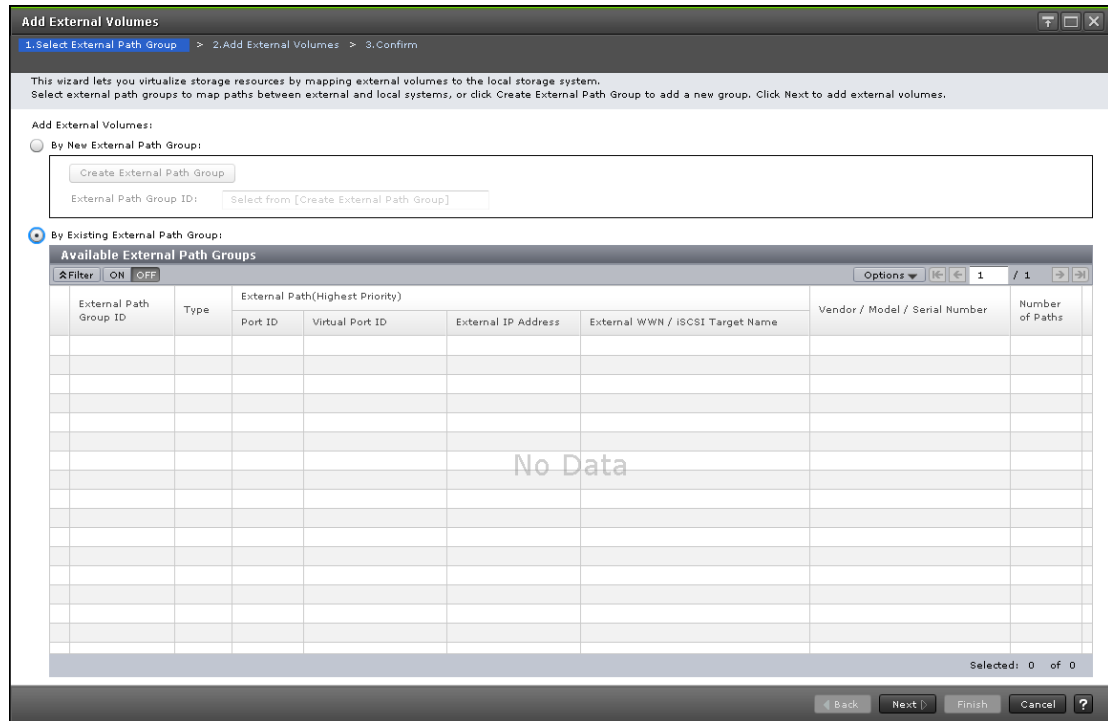 Add External Volumes
1.Select External Path Group > 2.Add External Volumes > 3.Confirm
This wizard lets you virtualize storage resources by mapping external volumes to the local storage system.
Select external path groups to map paths between external and local systems, or click Create External Path Group to add a new group. Click Next to add external volumes.
Add External Volumes:
By New External Path Group:
Create External Path Group
External Path Group ID: Select from [Create External Path Group]
By Existing External Path Group:
Available External Path Groups
Filter ON OFF Options 1 / 1
External Path Group ID Type External Path(Highest Priority) Vendor / Model / Serial Number Number of Paths
Port ID Virtual Port ID External IP Address External WWN / iSCSI Target Name
No Data
Selected: 0 of 0
Back Next Finish Cancel ?